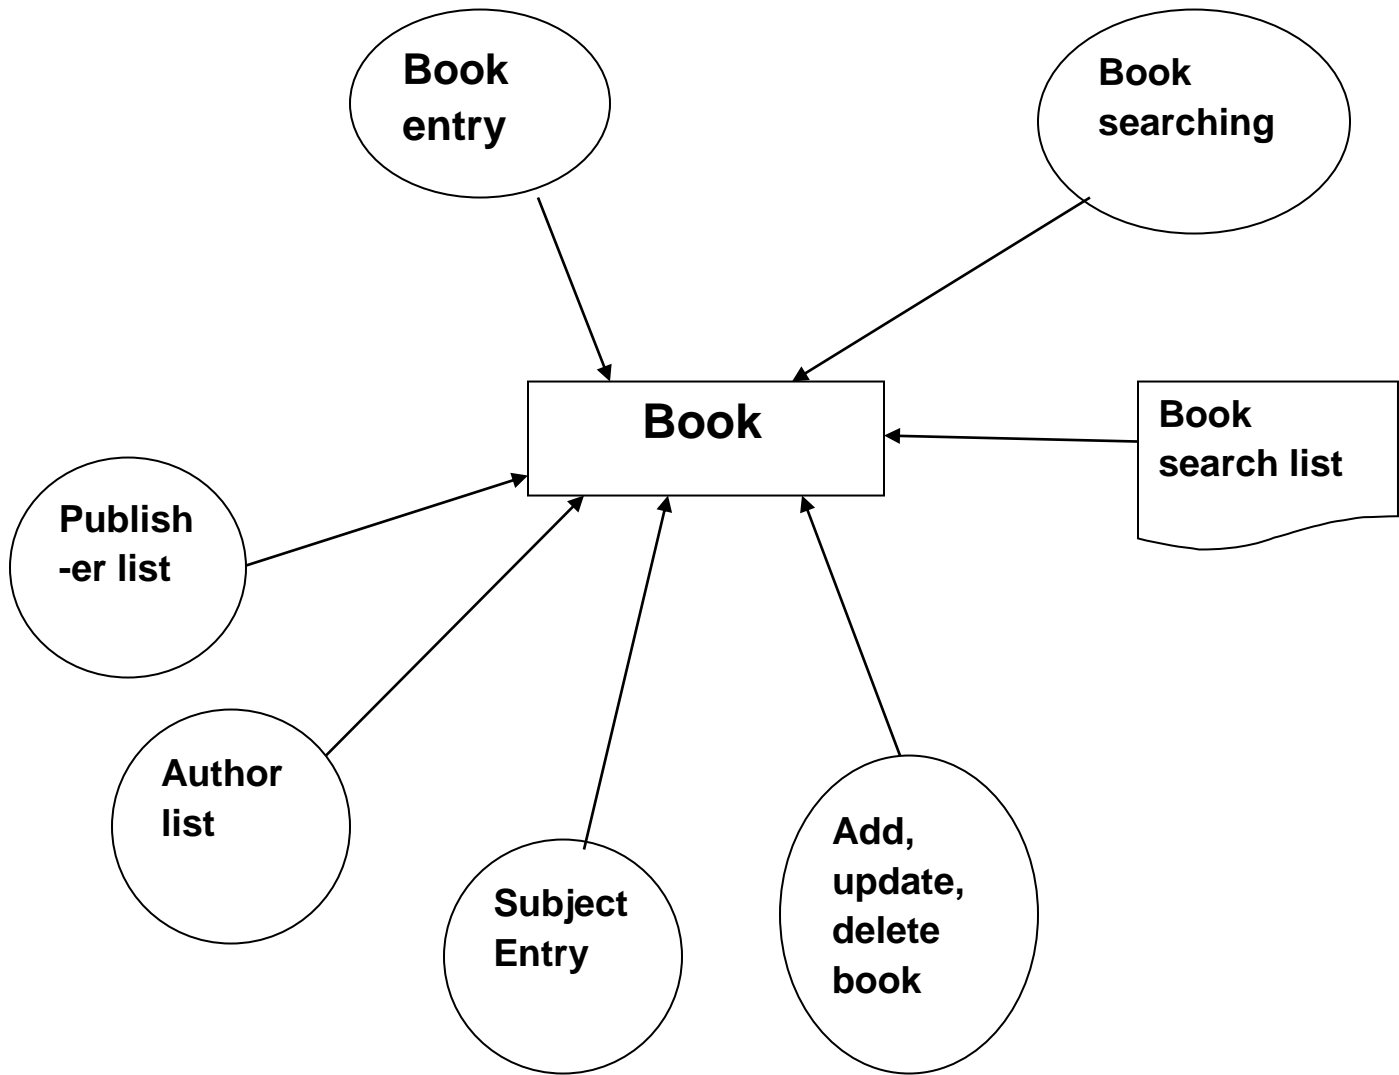 Book
entry
Book
searching
Book
Book
search list
Publish
-er list
Author
list
Subject
Entry
Add,
update,
delete
book